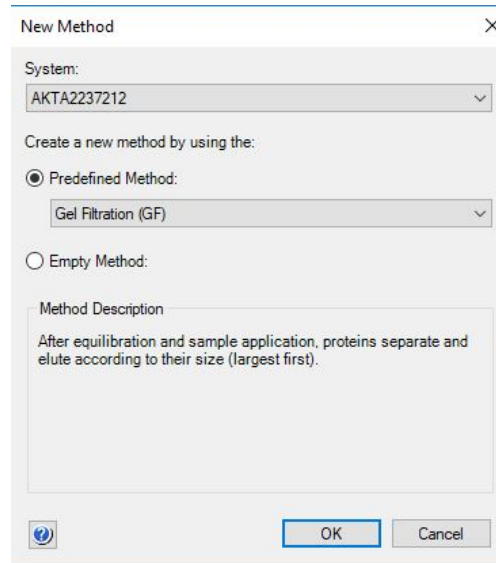 New Method
System:
AKTA2237212
Create a new method by using the:
Predefined Method:
Gel Filtration (GF)
Empty Method:
Method Description
After equilibration and sample application, proteins separate and
elute according to their size (largest first).
OK
Cancel